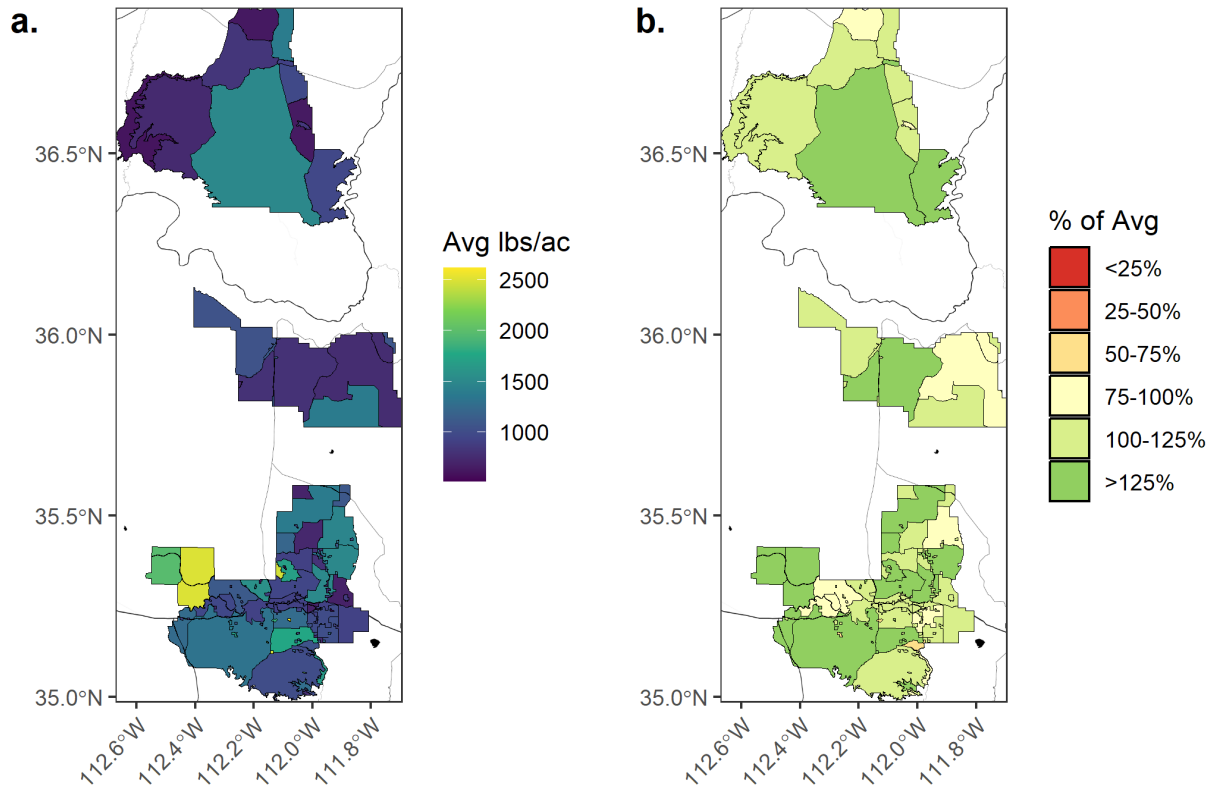 a.
36.5°N
36.0°N
35.5°N
35.0°N
112.6°W
112.4°W
112.2°W
112.0°W
111.8°W
Avg lbs/ac
2500
2000
1500
1000
b.
36.5°N
36.0°N
35.5°N
35.0°N
112.6°W
112.4°W
112.2°W
112.0°W
111.8°W
% of Avg
<25%
25-50%
50-75%
75-100%
100-125%
>125%